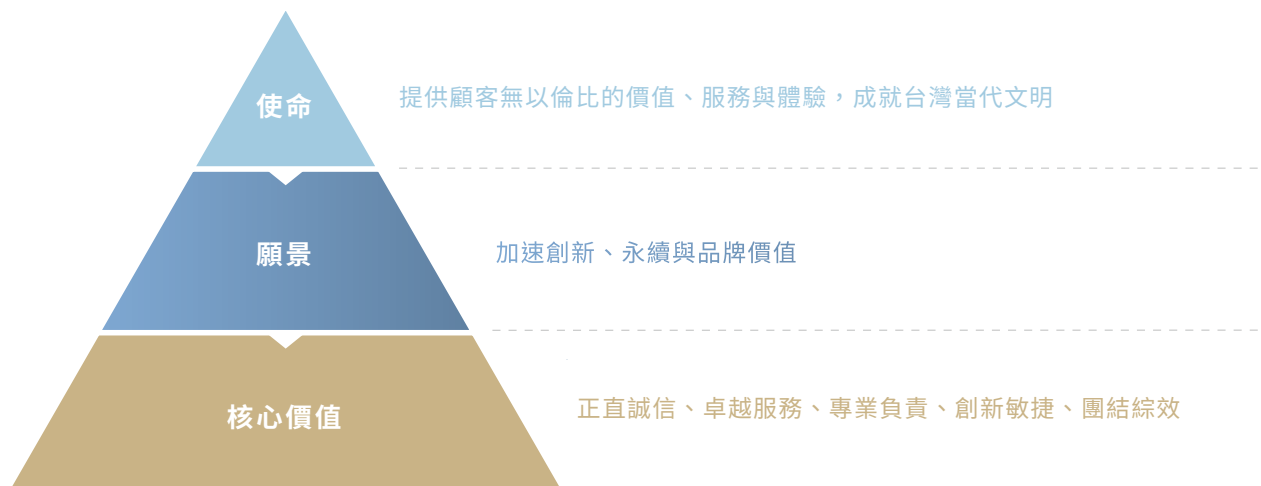 使命
提供顧客無以倫比的價值、服務與體驗，成就台灣當代文明
願景
加速創新、永續與品牌價值
核心價值
正直誠信、卓越服務、專業負責、創新敏捷、團結綜效